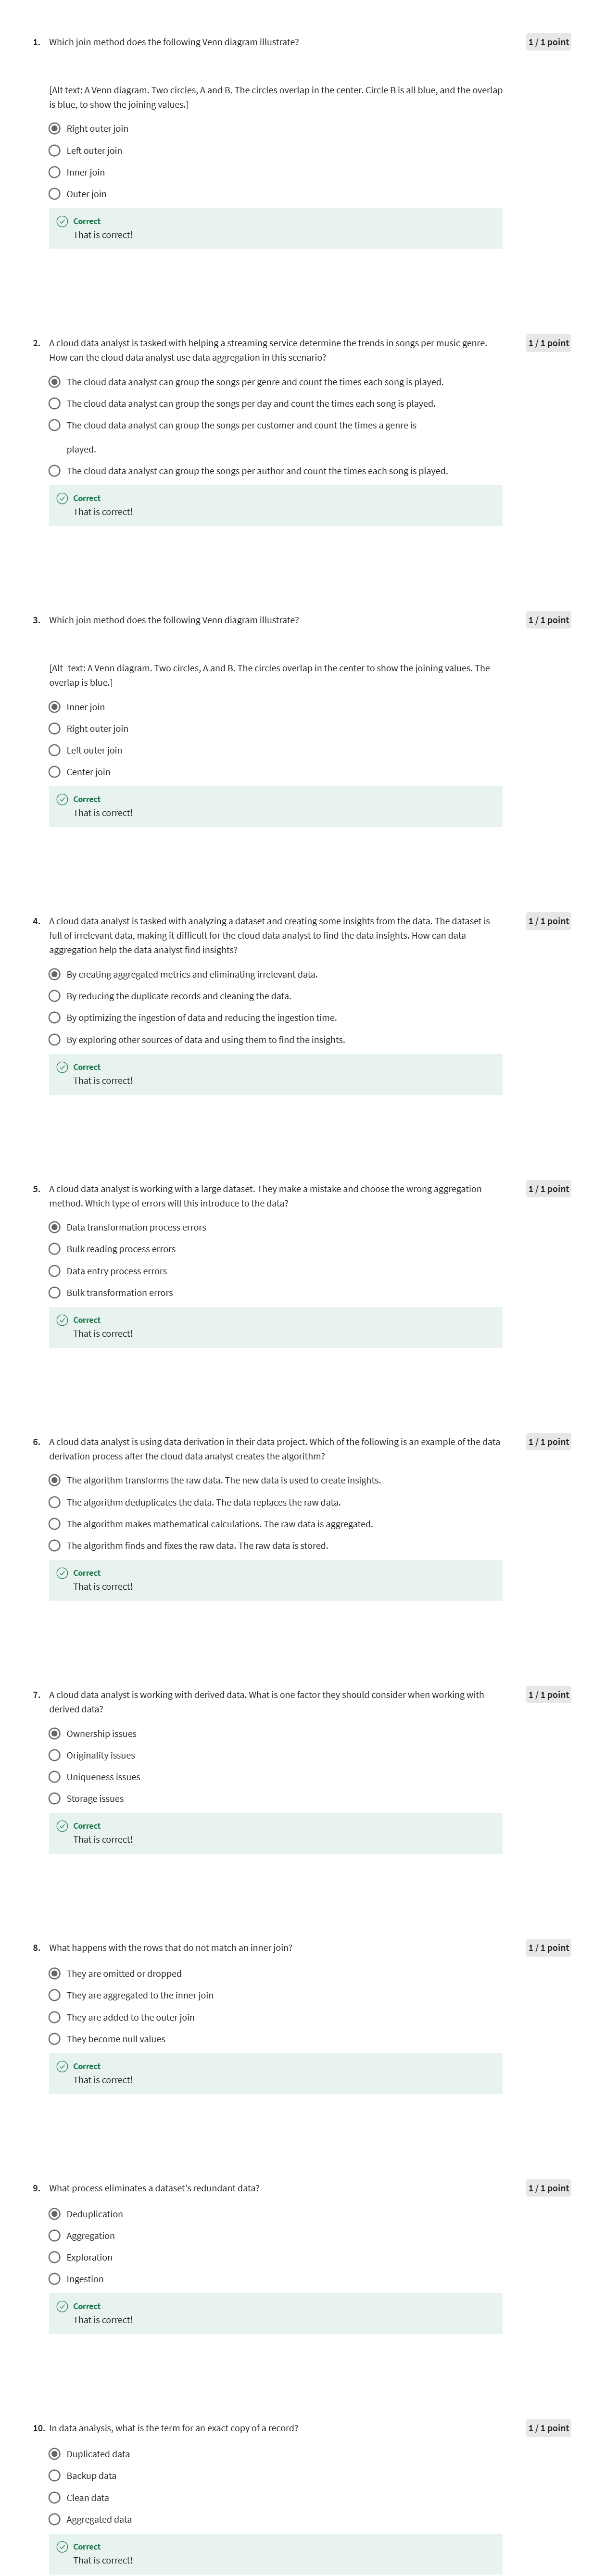 1. Which join method does the following Venn diagram illustrate? 1 / 1 point
[Alt text: A Venn diagram. Two circles, A and B. The circles overlap in the center. Circle B is all blue, and the overlap
is blue, to show the joining values.]
Right outer join
Left outer join
Inner join
Outer join
Correct
That is correct!
2. A cloud data analyst is tasked with helping a streaming service determine the trends in songs per music genre. 1 / 1 point
How can the cloud data analyst use data aggregation in this scenario?
The cloud data analyst can group the songs per genre and count the times each song is played.
The cloud data analyst can group the songs per day and count the times each song is played.
The cloud data analyst can group the songs per customer and count the times a genre is
played.
The cloud data analyst can group the songs per author and count the times each song is played.
Correct
That is correct!
3. Which join method does the following Venn diagram illustrate? 1 / 1 point
[Alt_text: A Venn diagram. Two circles, A and B. The circles overlap in the center to show the joining values. The
overlap is blue.]
Inner join
Right outer join
Left outer join
Center join
Correct
That is correct!
4. A cloud data analyst is tasked with analyzing a dataset and creating some insights from the data. The dataset is 1 / 1 point
full of irrelevant data, making it difficult for the cloud data analyst to find the data insights. How can data
aggregation help the data analyst find insights?
By creating aggregated metrics and eliminating irrelevant data.
By reducing the duplicate records and cleaning the data.
By optimizing the ingestion of data and reducing the ingestion time.
By exploring other sources of data and using them to find the insights.
Correct
That is correct!
5. A cloud data analyst is working with a large dataset. They make a mistake and choose the wrong aggregation 1 / 1 point
method. Which type of errors will this introduce to the data?
Data transformation process errors
Bulk reading process errors
Data entry process errors
Bulk transformation errors
Correct
That is correct!
6. A cloud data analyst is using data derivation in their data project. Which of the following is an example of the data 1 / 1 point
derivation process after the cloud data analyst creates the algorithm?
The algorithm transforms the raw data. The new data is used to create insights.
The algorithm deduplicates the data. The data replaces the raw data.
The algorithm makes mathematical calculations. The raw data is aggregated.
The algorithm finds and fixes the raw data. The raw data is stored.
Correct
That is correct!
7. A cloud data analyst is working with derived data. What is one factor they should consider when working with 1 / 1 point
derived data?
Ownership issues
Originality issues
Uniqueness issues
Storage issues
Correct
That is correct!
8. What happens with the rows that do not match an inner join? 1 / 1 point
They are omitted or dropped
They are aggregated to the inner join
They are added to the outer join
They become null values
Correct
That is correct!
9. What process eliminates a dataset's redundant data? 1 / 1 point
Deduplication
Aggregation
Exploration
Ingestion
Correct
That is correct!
10. In data analysis, what is the term for an exact copy of a record? 1 / 1 point
Duplicated data
Backup data
Clean data
Aggregated data
Correct
That is correct!